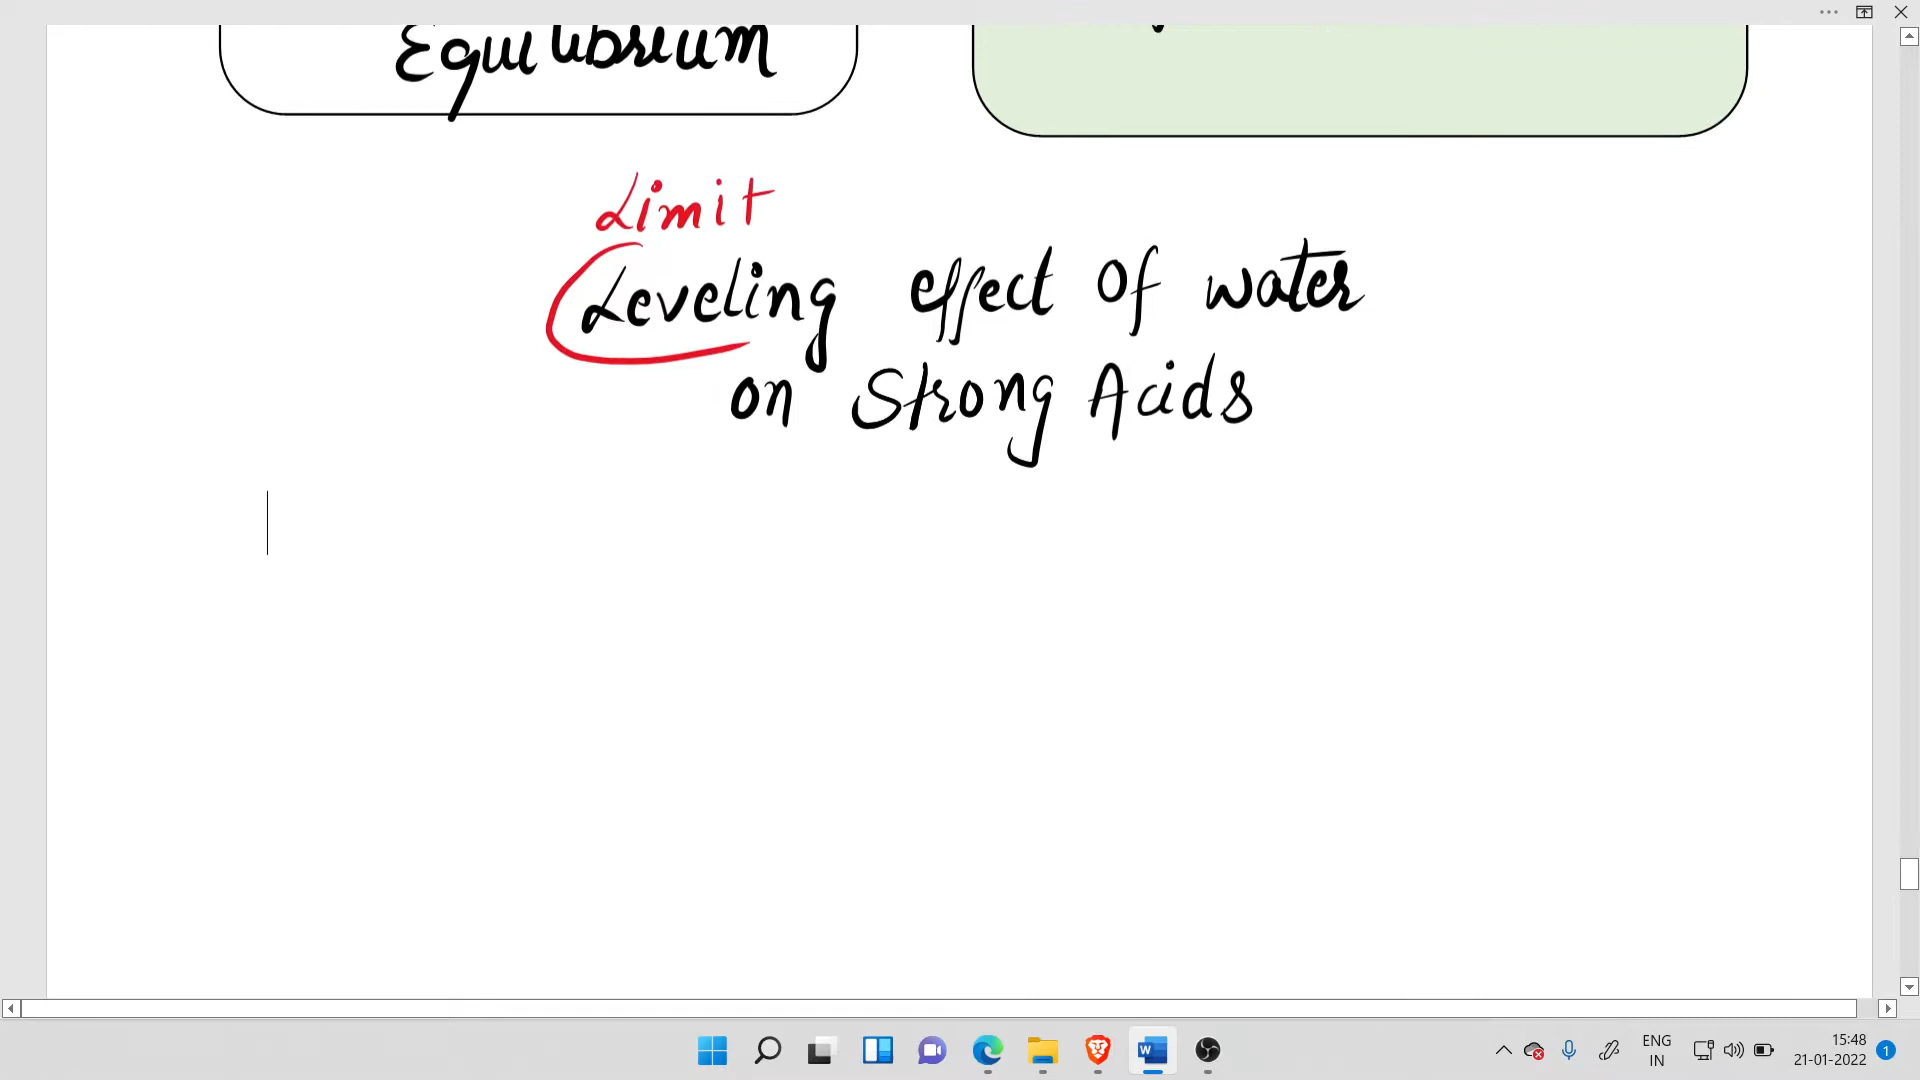 Equilibrium
Limit
Leveling effect of water
on Strong Acids
ENG
IN
15:48
21-01-2022
1